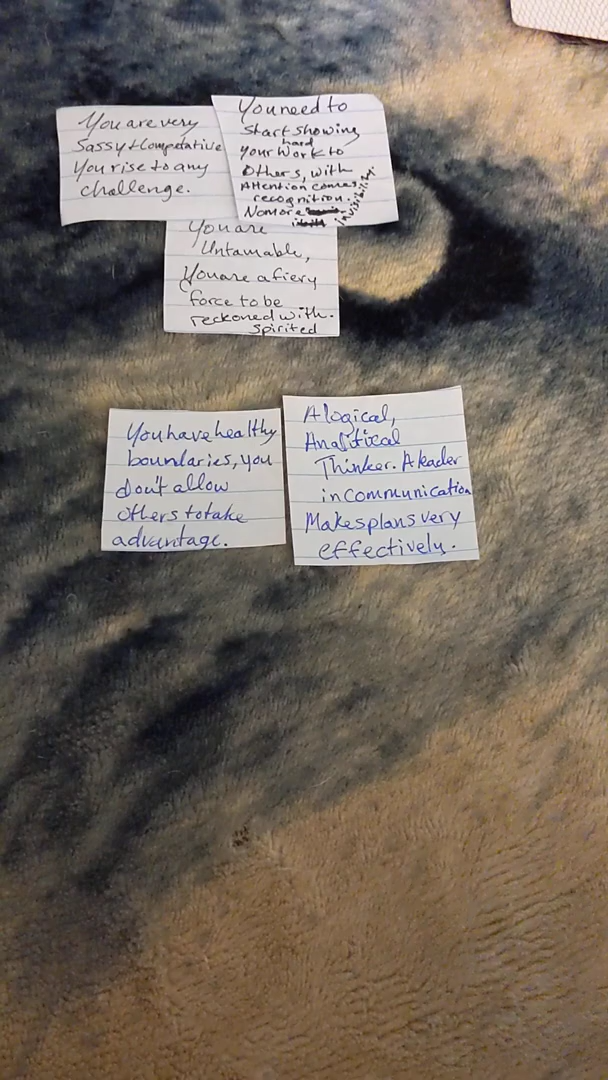 You are very
Sassy + Competative
You rise to any
challenge.
You need to
Start showing
hard
your Work to
Others, with
Attention comes
recognition.
No more
invisibility.
You are
Untamable,
You are a fiery
force to be
reckoned with.
spirited
You have healthy
boundaries, you
don't allow
others to take
advantage.
A logical,
Analitical
Thinker. A leader
in communication
Makes plans very
effectively.